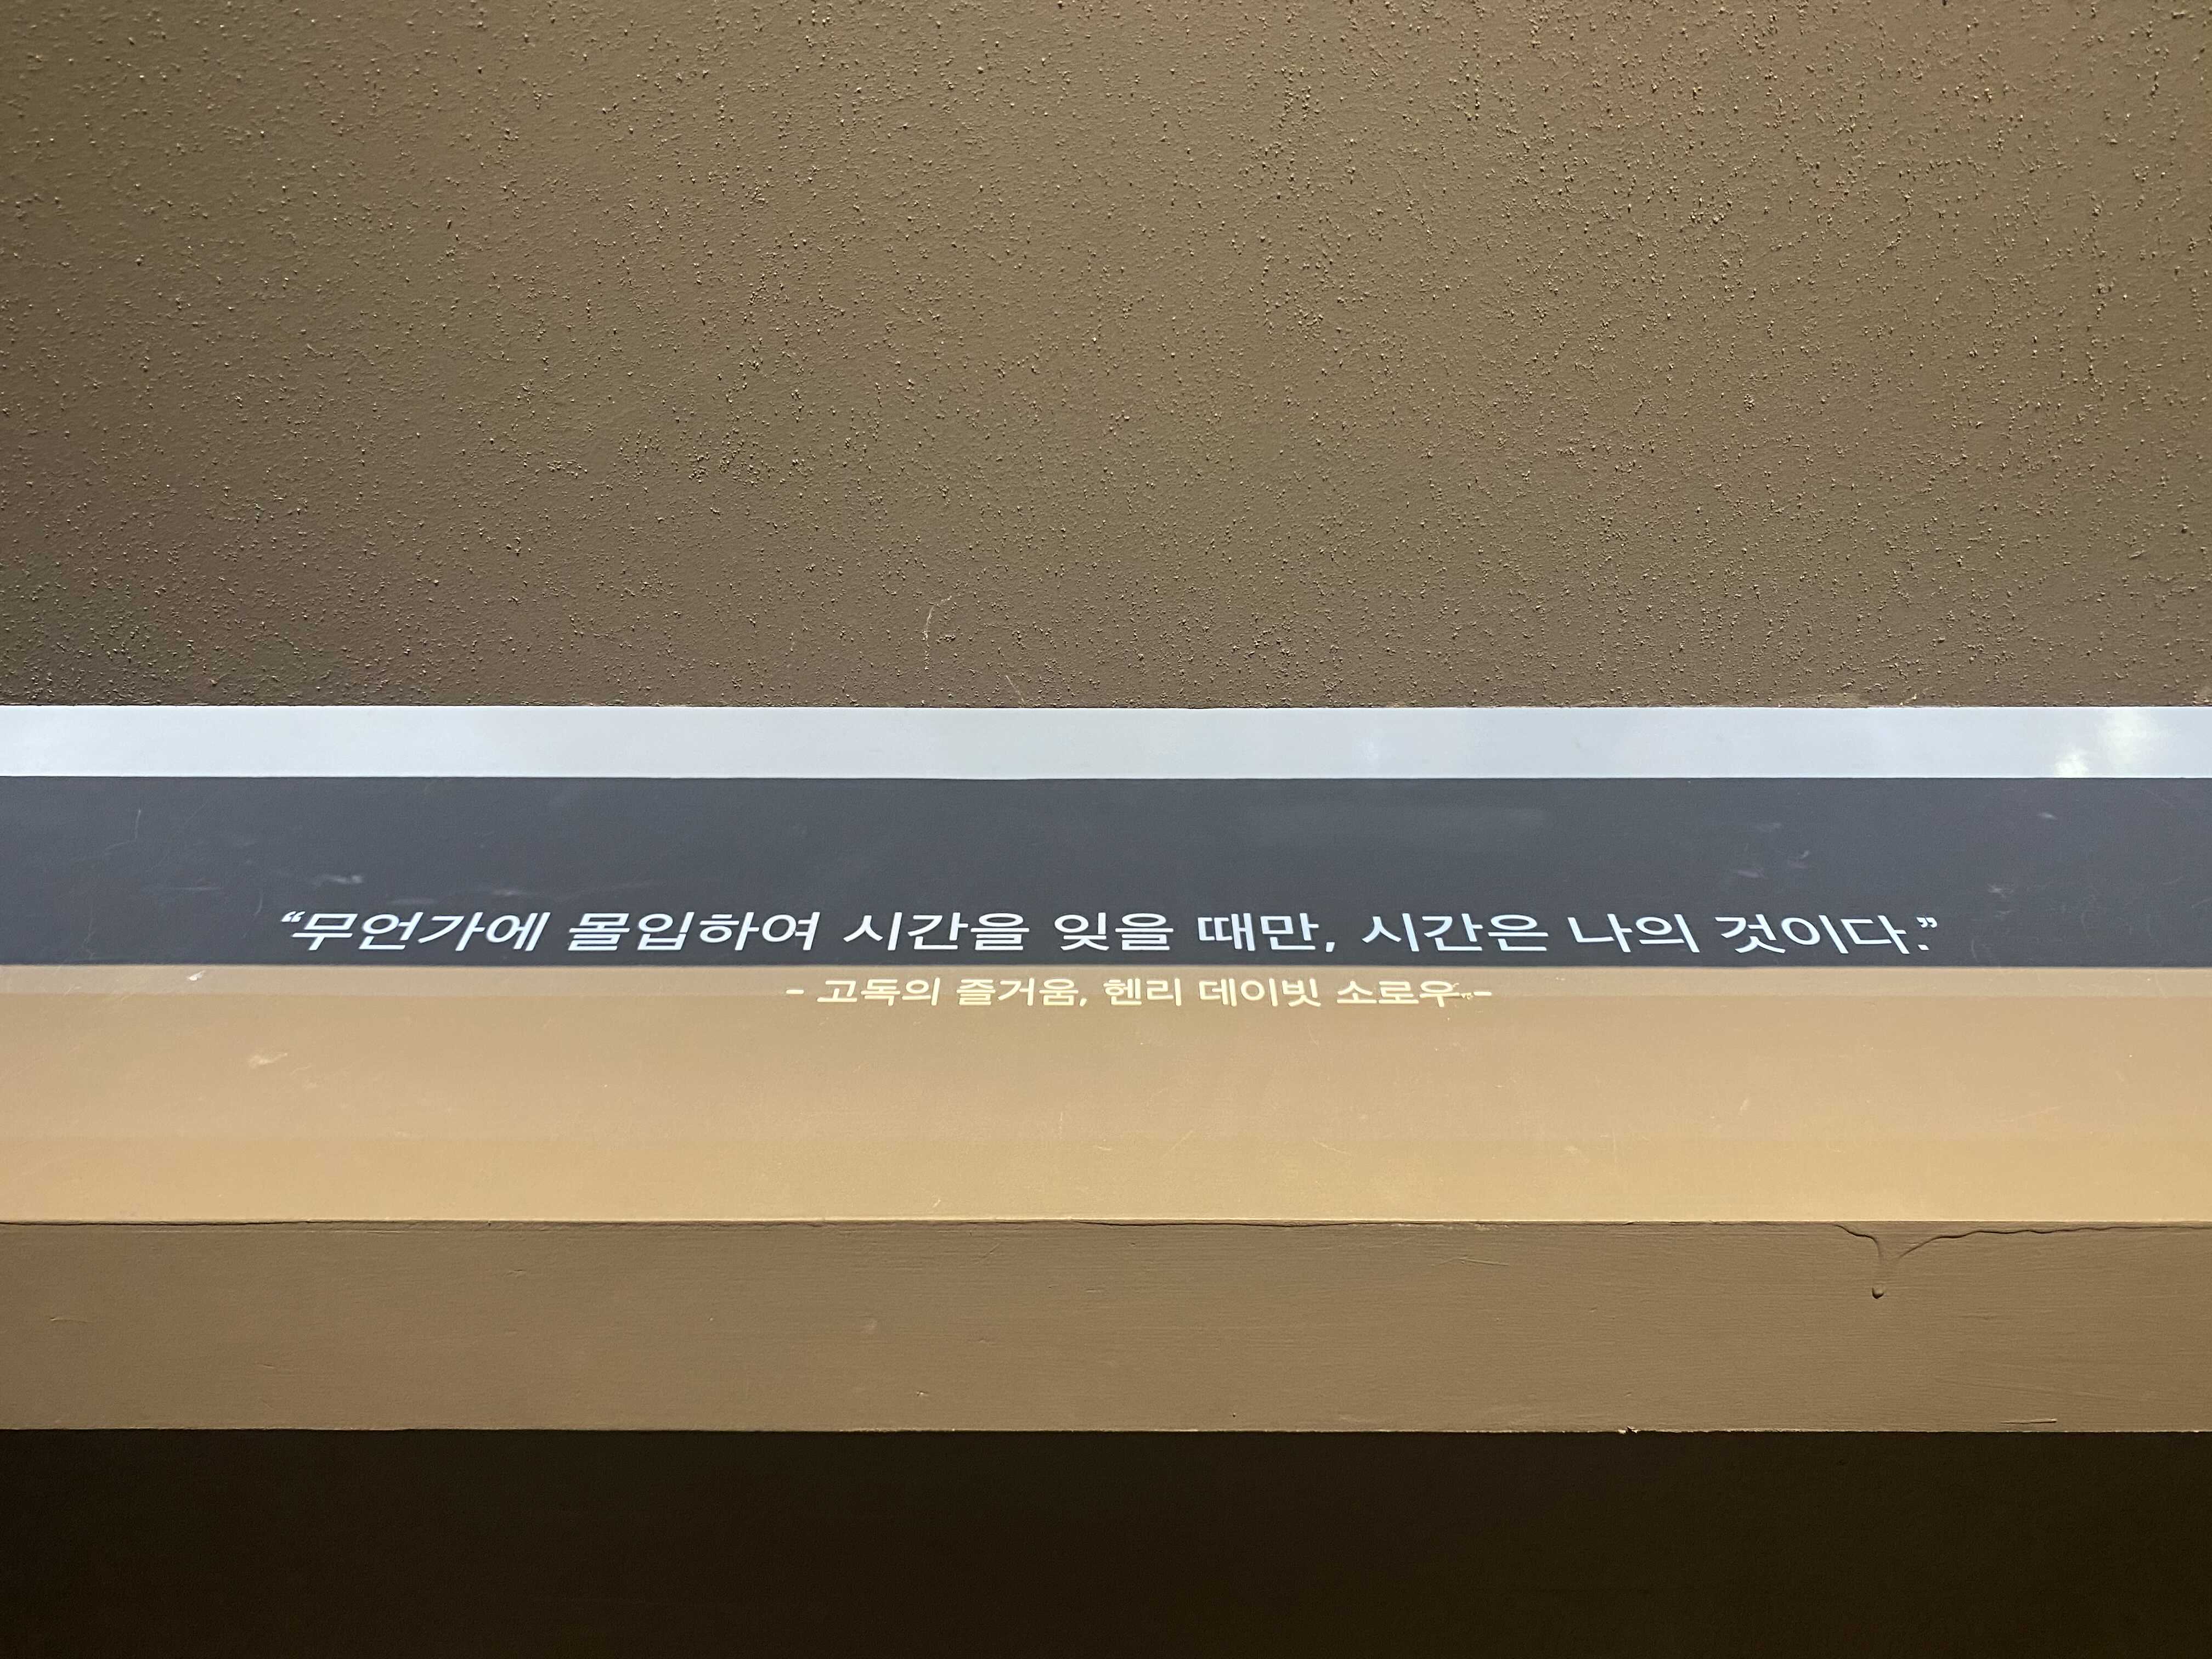 “무언가에 몰입하여 시간을 잊을 때만, 시간은 나의 것이다.”
- 고독의 즐거움, 헨리 데이빗 소로우 -